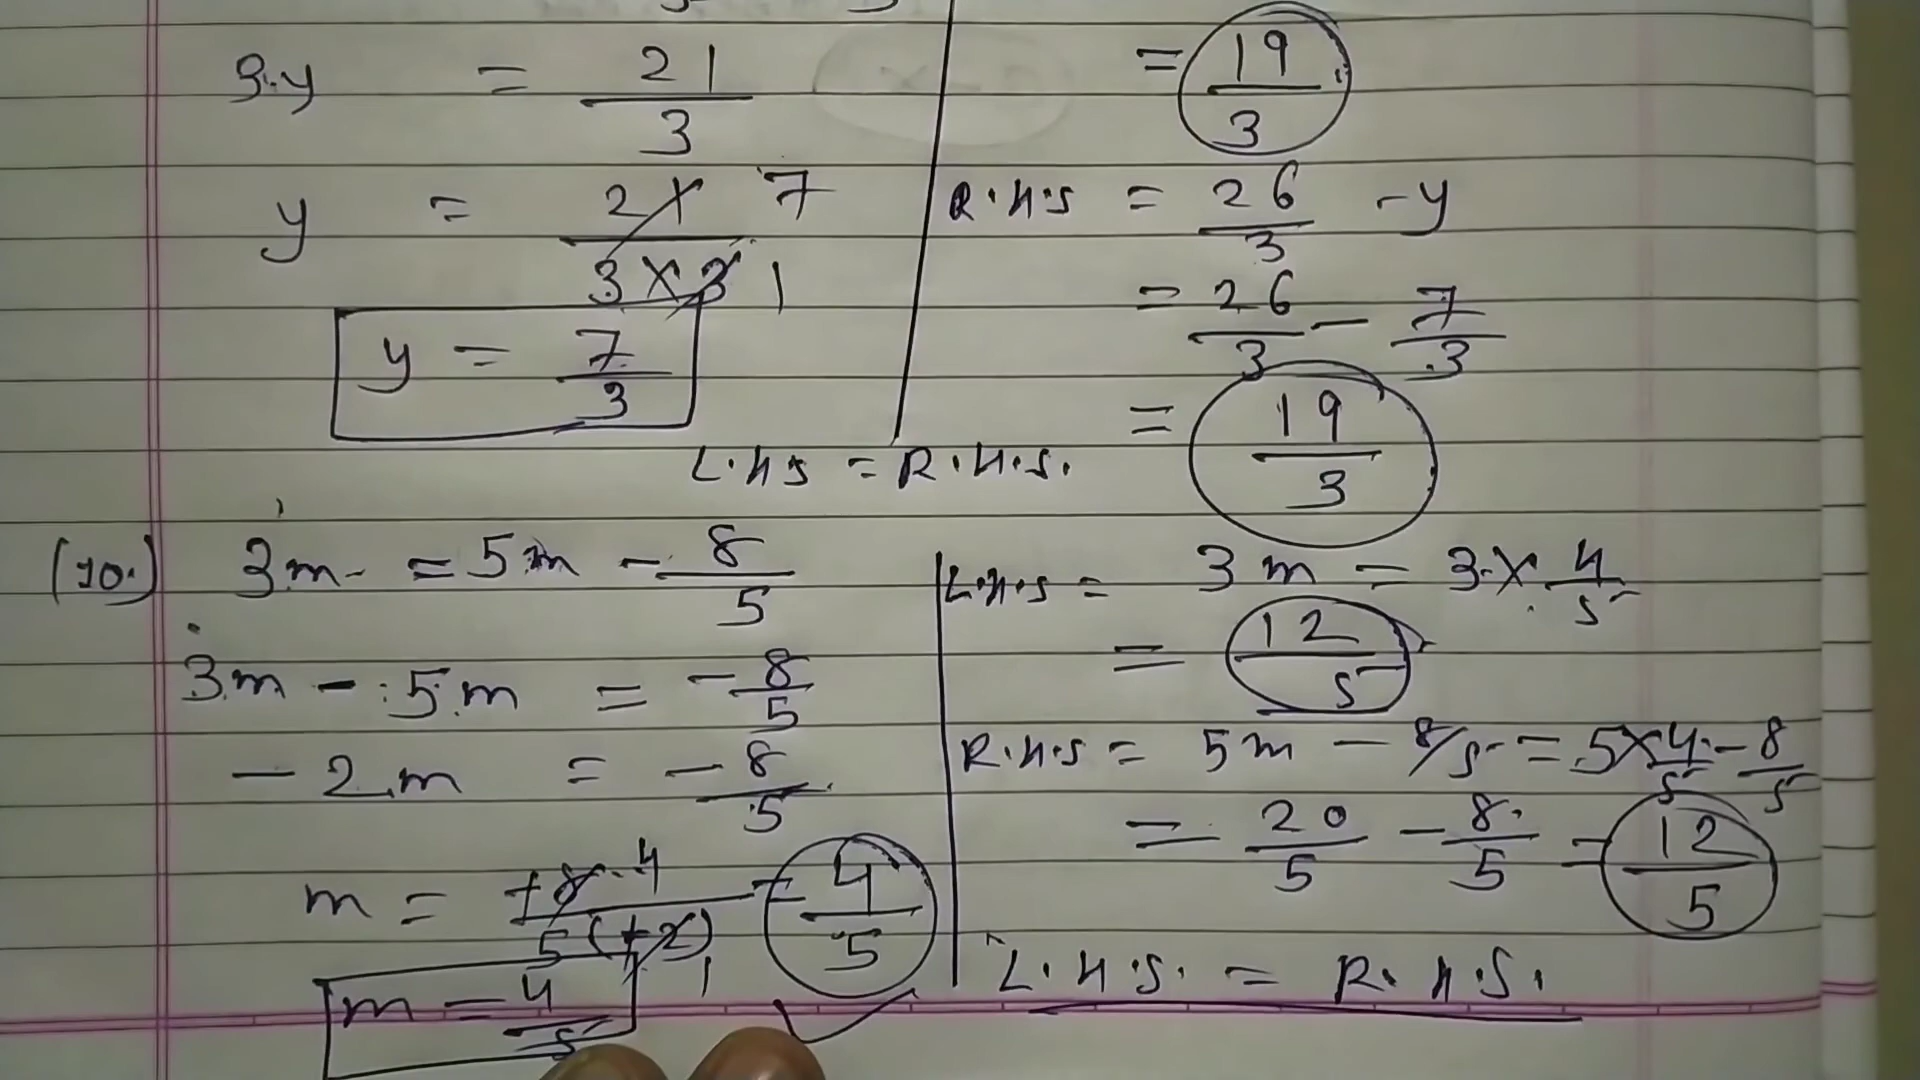 3y = 21/3
y = 21 7 / 3 × 3 1
y = 7/3
= 19/3
R.H.S = 26/3 - y
= 26/3 - 7/3
= 19/3
L.H.S = R.H.S.
(10.) 3m = 5m - 8/5
3m - 5m = - 8/5
- 2m = - 8/5
m = +8 4 / 5(+2) 1 = 4/5
m = 4/5
L.H.S = 3m = 3 × 4/5
= 12/5
R.H.S = 5m - 8/5 = 5 × 4/5 - 8/5
= 20/5 - 8/5 = 12/5
L.H.S. = R.H.S.